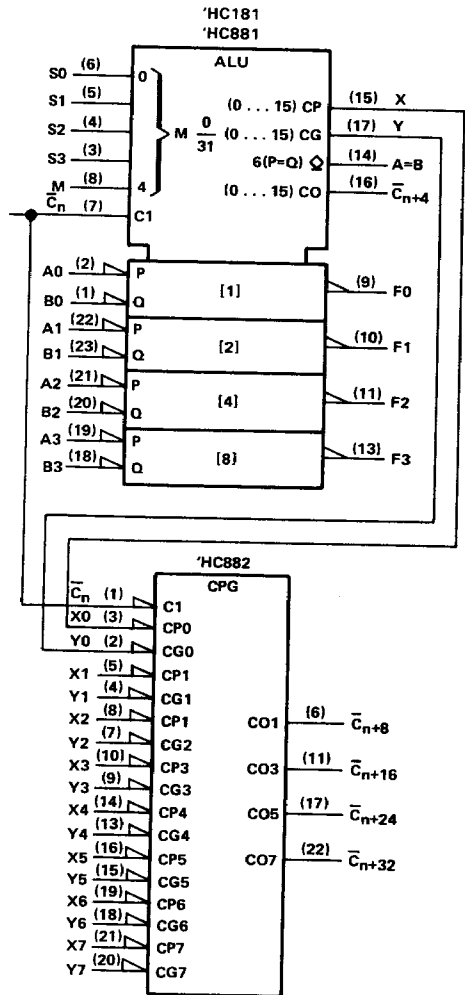 'HC181
'HC881
ALU
S0 (6) 0
S1 (5)
(0 ... 15) CP (15) X
S2 (4)
M 0/31 (0 ... 15) CG (17) Y
S3 (3)
6(P=Q) (14) A=B
M (8) 4
(0 ... 15) CO (16) C̅n+4
C̅n (7) C1
A0 (2) P
[1] (9) F0
B0 (1) Q
A1 (22) P
[2] (10) F1
B1 (23) Q
A2 (21) P
[4] (11) F2
B2 (20) Q
A3 (19) P
[8] (13) F3
B3 (18) Q
'HC882
CPG
C̅n (1) C1
X0 (3) CP0
Y0 (2) CG0
X1 (5) CP1
Y1 (4) CG1
X2 (8) CP1
CO1 (6) C̅n+8
Y2 (7) CG2
X3 (10) CP3
CO3 (11) C̅n+16
Y3 (9) CG3
X4 (14) CP4
CO5 (17) C̅n+24
Y4 (13) CG4
X5 (16) CP5
CO7 (22) C̅n+32
Y5 (15) CG5
X6 (19) CP6
Y6 (18) CG6
X7 (21) CP7
Y7 (20) CG7